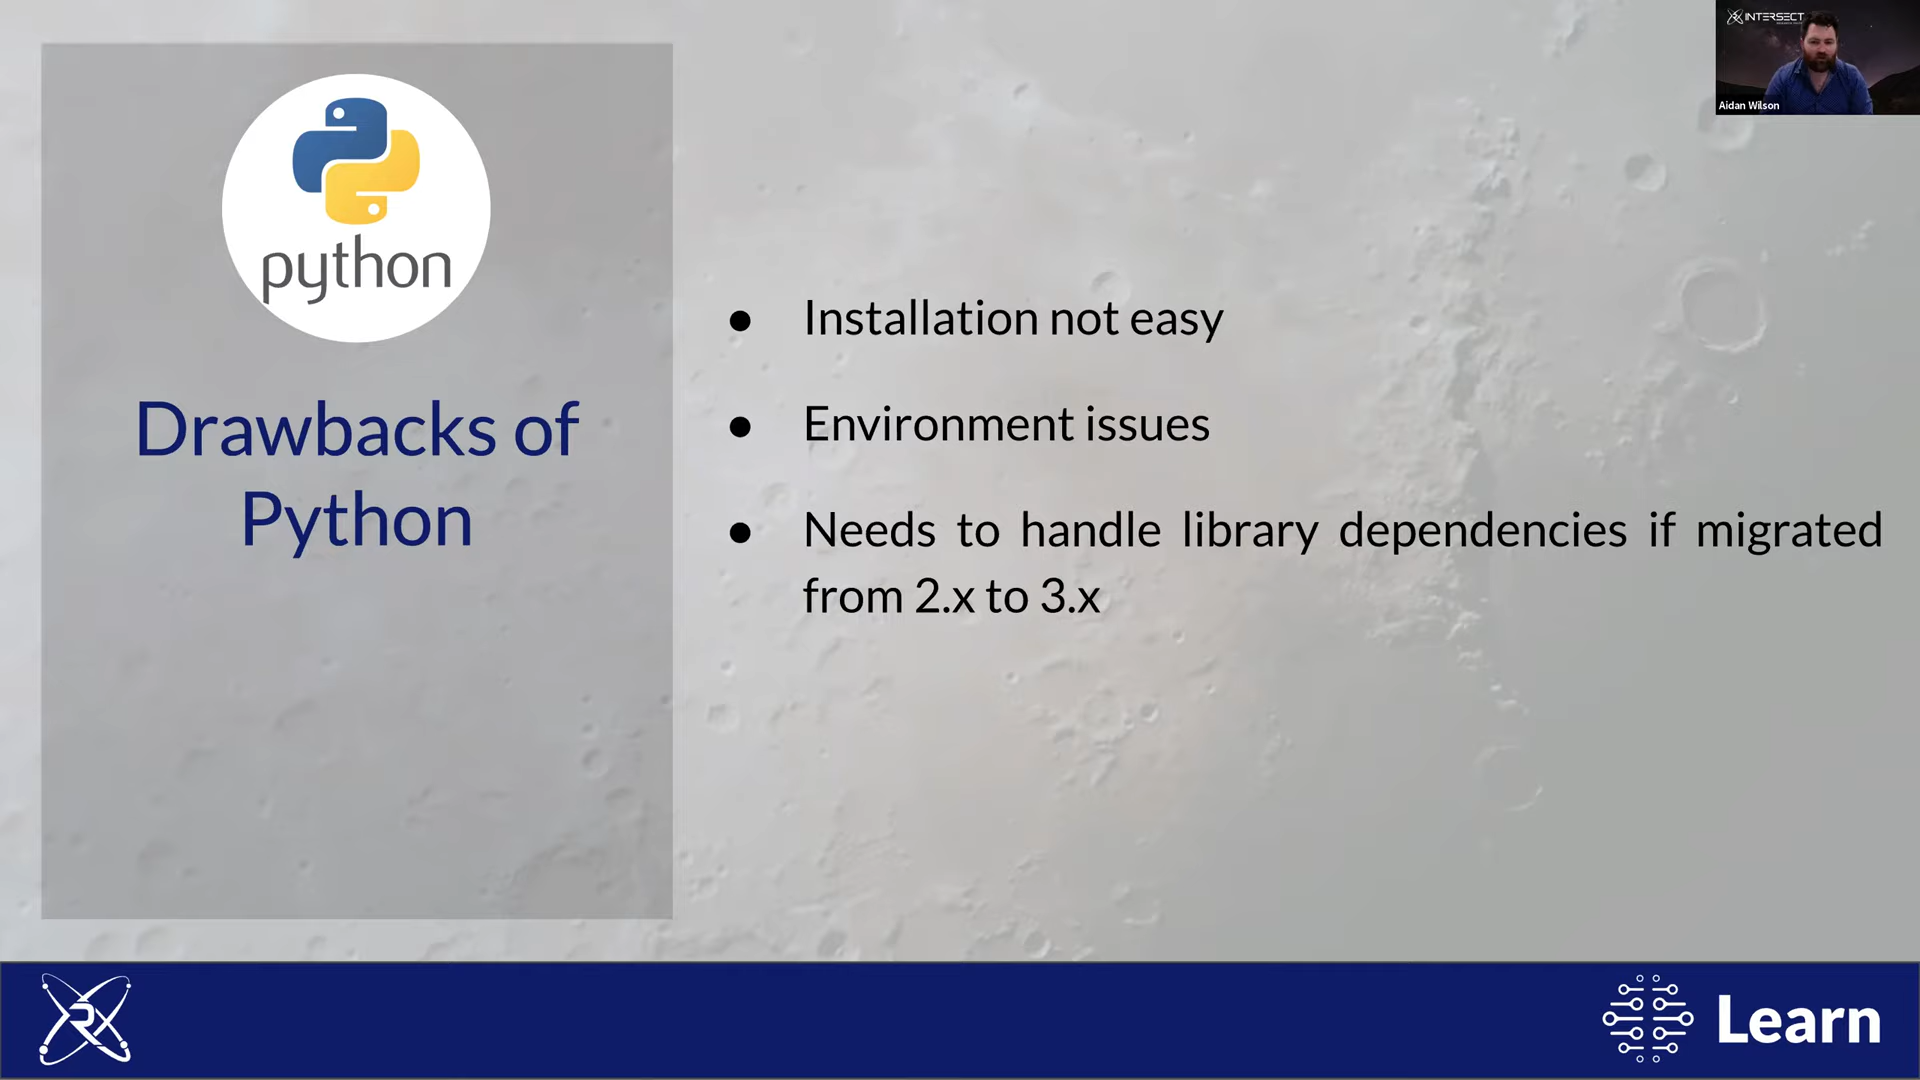 INTERSECT
Aidan Wilson
python
Drawbacks of
Python
● Installation not easy
● Environment issues
● Needs to handle library dependencies if migrated
from 2.x to 3.x
Learn